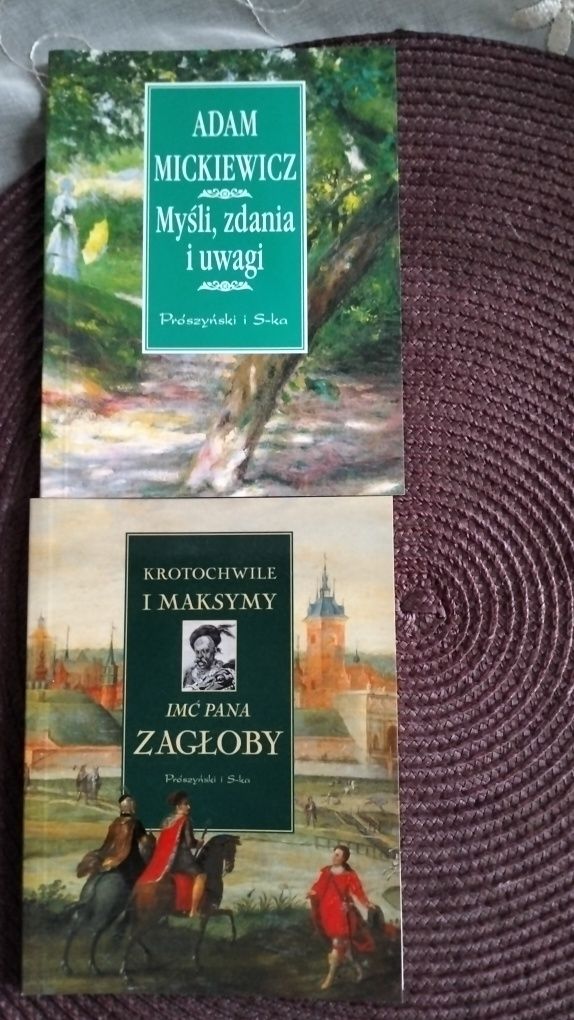 ADAM
MICKIEWICZ
Myśli, zdania
i uwagi
Prószyński i S-ka
KROTOCHWILE
I MAKSYMY
IMĆ PANA
ZAGŁOBY
Prószyński i S-ka